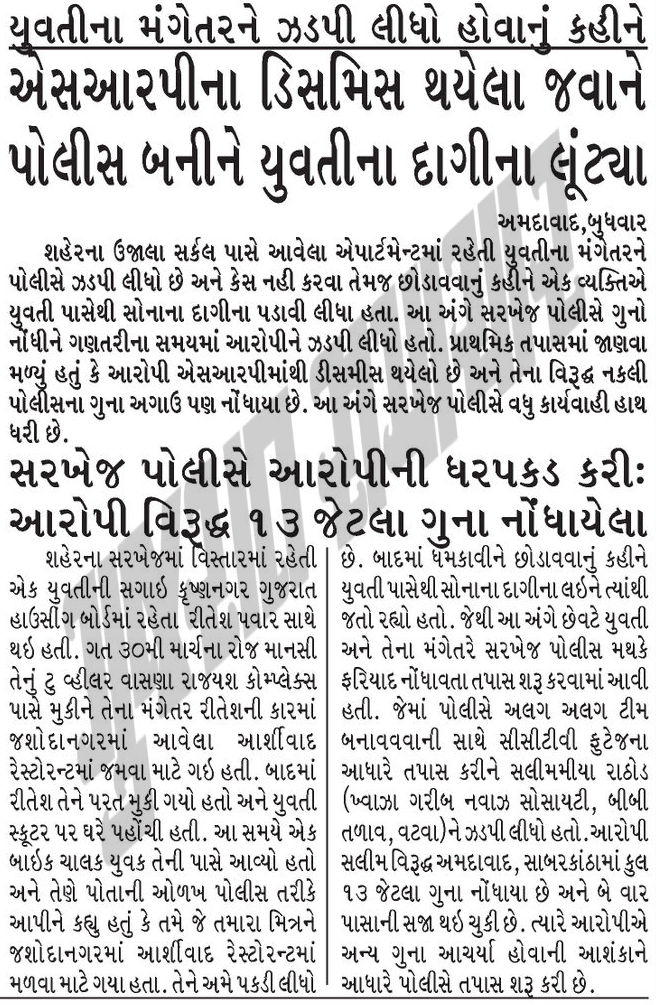 યુવતીના મંગેતરને ઝડપી લીધો હોવાનું કહીને
એસઆરપીના ડિસમિસ થયેલા જવાને
પોલીસ બનીને યુવતીના દાગીના લૂંટ્યા
અમદાવાદ,બુધવાર
શહેરના ઉજાલા સર્કલ પાસે આવેલા એપાર્ટમેન્ટમાં રહેતી યુવતીના મંગેતરને
પોલીસે ઝડપી લીધો છે અને કેસ નહી કરવા તેમજ છોડાવવાનું કહીને એક વ્યક્તિએ
યુવતી પાસેથી સોનાના દાગીના પડાવી લીધા હતા. આ અંગે સરખેજ પોલીસે ગુનો
નોંધીને ગણતરીના સમયમાં આરોપીને ઝડપી લીધો હતો. પ્રાથમિક તપાસમાં જાણવા
મળ્યું હતું કે આરોપી એસઆરપીમાંથી ડીસમીસ થયેલો છે અને તેના વિરૂદ્ધ નકલી
પોલીસના ગુના અગાઉ પણ નોંધાયા છે. આ અંગે સરખેજ પોલીસે વધુ કાર્યવાહી હાથ
ધરી છે.
સરખેજ પોલીસે આરોપીની ધરપકડ કરીઃ
આરોપી વિરૂદ્ધ ૧૩ જેટલા ગુના નોંધાયેલા
શહેરના સરખેજમાં વિસ્તારમાં રહેતી
એક યુવતીની સગાઇ કૃષ્ણનગર ગુજરાત
હાઉસીંગ બોર્ડમાં રહેતા રીતેશ પવાર સાથે
થઇ હતી. ગત ૩૦મી માર્ચના રોજ માનસી
તેનું ટુ વ્હીલર વાસણા રાજયશ કોમ્પ્લેક્સ
પાસે મુકીને તેના મંગેતર રીતેશની કારમાં
જશોદાનગરમાં આવેલા આર્શીવાદ
રેસ્ટોરન્ટમાં જમવા માટે ગઇ હતી. બાદમાં
રીતેશ તેને પરત મુકી ગયો હતો અને યુવતી
સ્કૂટર પર ઘરે પહોંચી હતી. આ સમયે એક
બાઇક ચાલક યુવક તેની પાસે આવ્યો હતો
અને તેણે પોતાની ઓળખ પોલીસ તરીકે
આપીને કહ્યુ હતું કે તમે જે તમારા મિત્રને
જશોદાનગરમાં આર્શીવાદ રેસ્ટોરન્ટમાં
મળવા માટે ગયા હતા. તેને અમે પકડી લીધો
છે. બાદમાં ધમકાવીને છોડાવવાનું કહીને
યુવતી પાસેથી સોનાના દાગીના લઇને ત્યાંથી
જતો રહ્યો હતો. જેથી આ અંગે છેવટે યુવતી
અને તેના મંગેતરે સરખેજ પોલીસ મથકે
ફરિયાદ નોંધાવતા તપાસ શરૂ કરવામાં આવી
હતી. જેમાં પોલીસે અલગ અલગ ટીમ
બનાવવવાની સાથે સીસીટીવી ફુટેજના
આધારે તપાસ કરીને સલીમમીયા રાઠોડ
(ખ્વાઝા ગરીબ નવાઝ સોસાયટી, બીબી
તળાવ, વટવા)ને ઝડપી લીધો હતો.આરોપી
સલીમ વિરૂદ્ધ અમદાવાદ, સાબરકાંઠામાં કુલ
૧૩ જેટલા ગુના નોંધાયા છે અને બે વાર
પાસાની સજા થઇ ચુકી છે. ત્યારે આરોપીએ
અન્ય ગુના આચર્યા હોવાની આશંકાને
આધારે પોલીસે તપાસ શરૂ કરી છે.
ગુજરાત સમાચાર